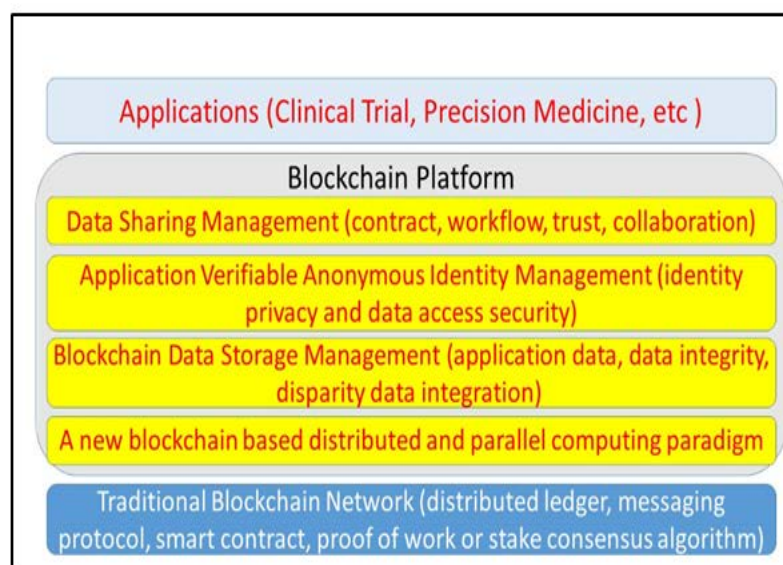 Applications (Clinical Trial, Precision Medicine, etc )
Blockchain Platform
Data Sharing Management (contract, workflow, trust, collaboration)
Application Verifiable Anonymous Identity Management (identity
privacy and data access security)
Blockchain Data Storage Management (application data, data integrity,
disparity data integration)
A new blockchain based distributed and parallel computing paradigm
Traditional Blockchain Network (distributed ledger, messaging
protocol, smart contract, proof of work or stake consensus algorithm)